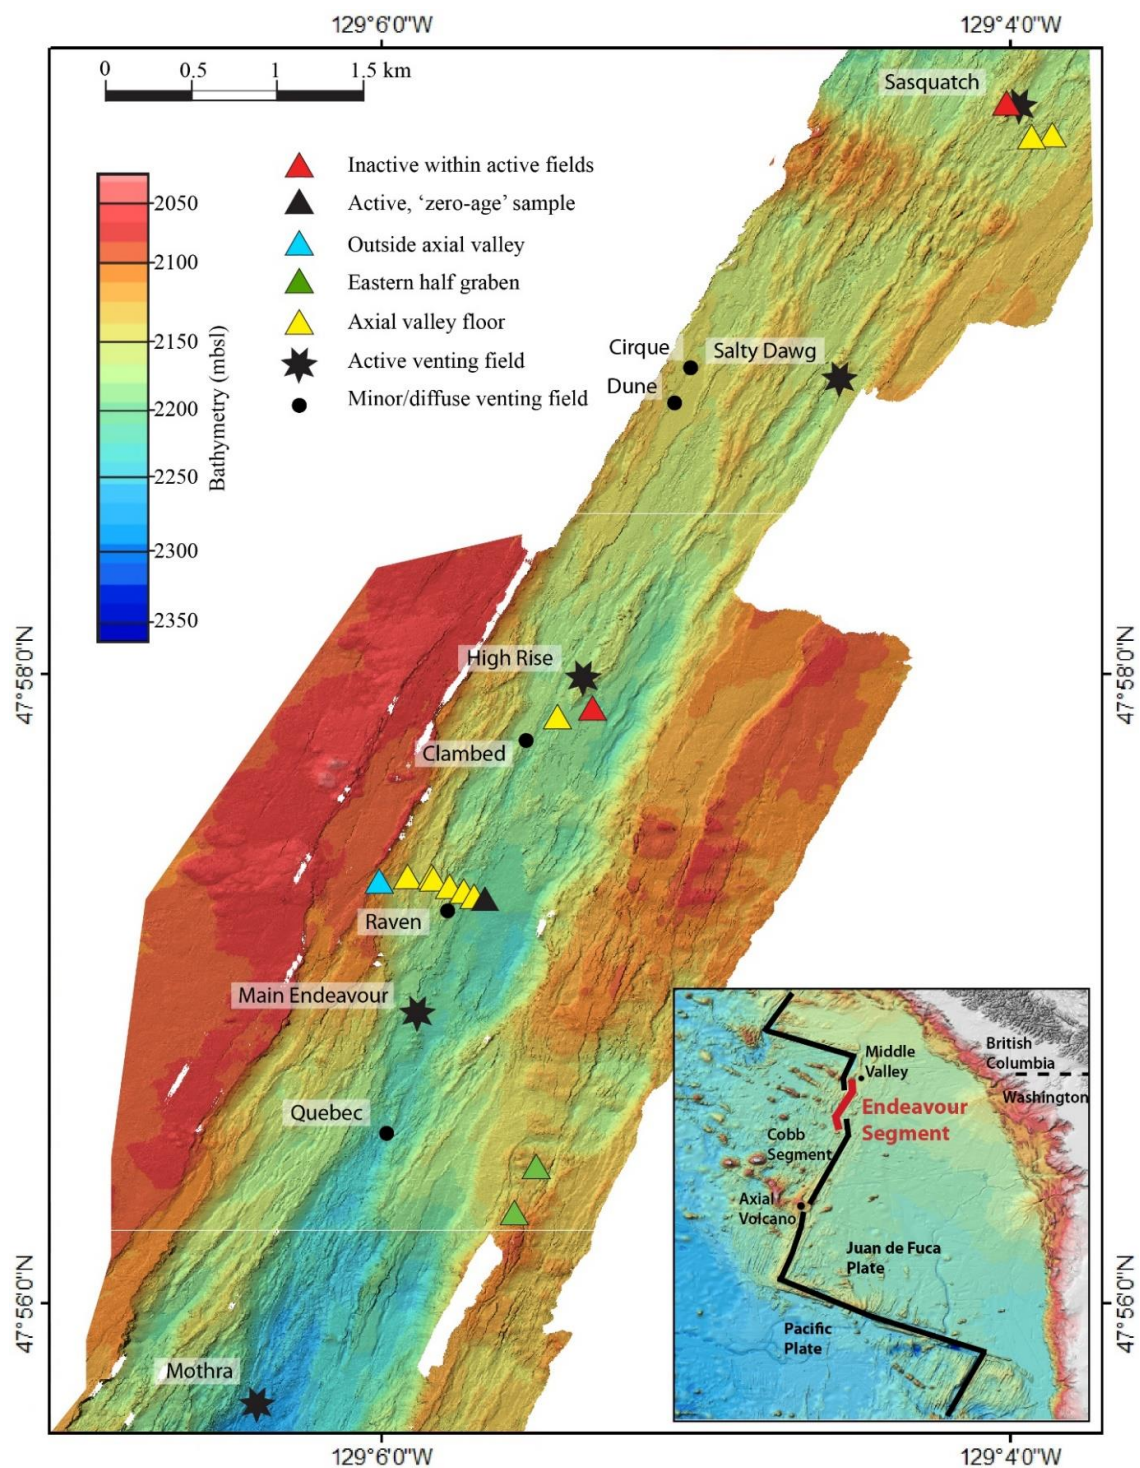 129°6'0"W
129°4'0"W
0 0.5 1 1.5 km
Sasquatch
Inactive within active fields
Active, ‘zero-age’ sample
Outside axial valley
Eastern half graben
Axial valley floor
Active venting field
Minor/diffuse venting field
2050
2100
2150
2200
2250
2300
2350
Bathymetry (mbsl)
Cirque
Salty Dawg
Dune
47°58'0"N
47°58'0"N
High Rise
Clambed
Raven
Main Endeavour
Quebec
Mothra
47°56'0"N
47°56'0"N
British
Columbia
Middle
Valley
Washington
Endeavour
Segment
Cobb
Segment
Axial
Volcano
Juan de Fuca
Plate
Pacific
Plate
129°6'0"W
129°4'0"W